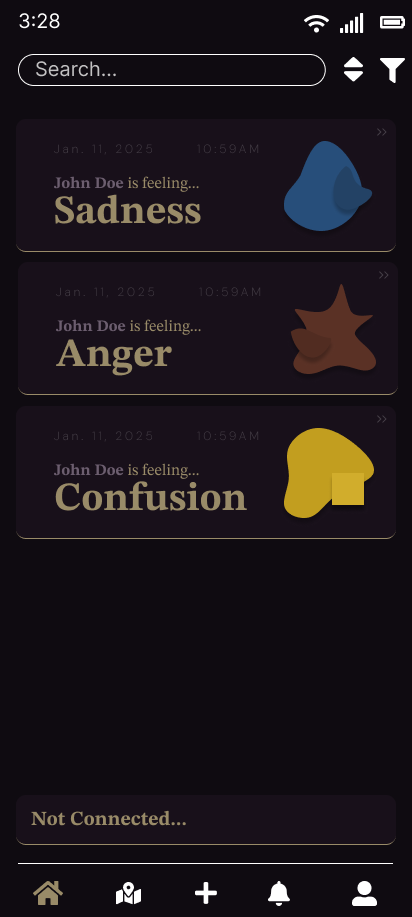 3:28
Search...
Jan. 11, 2025 10:59AM
John Doe is feeling...
Sadness
Jan. 11, 2025 10:59AM
John Doe is feeling...
Anger
Jan. 11, 2025 10:59AM
John Doe is feeling...
Confusion
Not Connected...